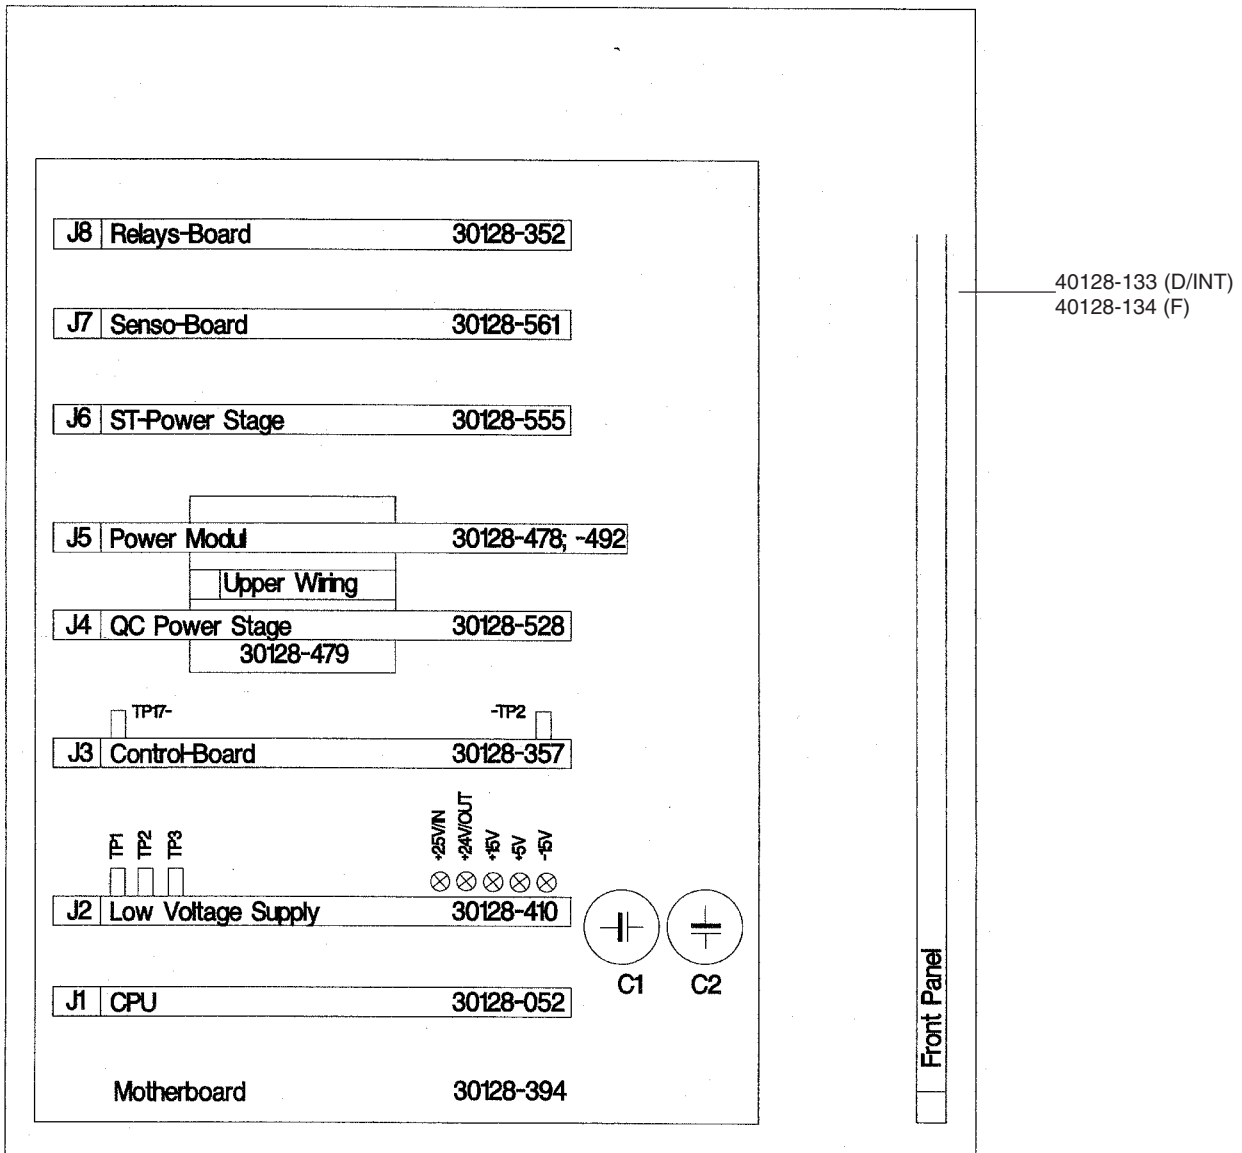 J8 Relays-Board 30128-352
40128-133 (D/INT)
40128-134 (F)
J7 Senso-Board 30128-561
J6 ST-Power Stage 30128-555
J5 Power Modul 30128-478; -492
Upper Wiring
J4 QC Power Stage 30128-528
30128-479
TP17- -TP2
J3 Control-Board 30128-357
TP1 TP2 TP3 +25V/IN +24V/OUT +15V +5V -15V
J2 Low Voltage Supply 30128-410
C1 C2
J1 CPU 30128-052
Front Panel
Motherboard 30128-394